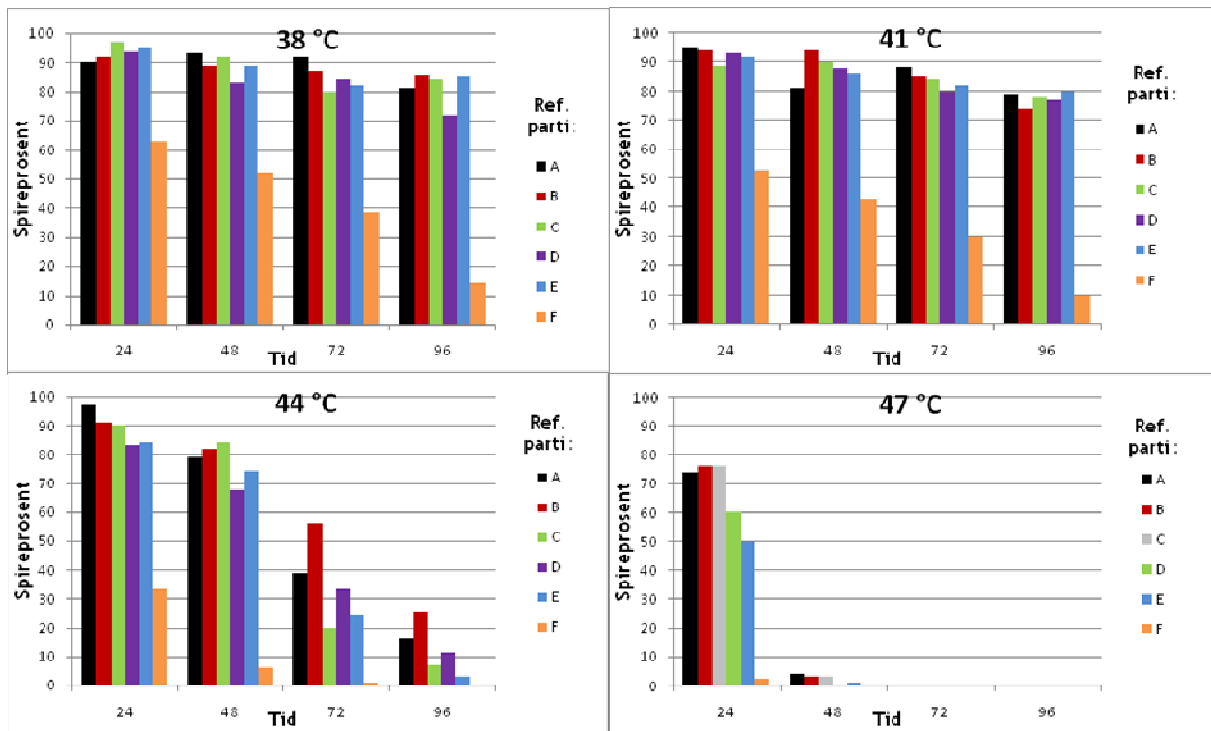 38 °C
Spireprosent
100
90
80
70
60
50
40
30
20
10
0
24 48 72 96
Tid
Ref.
parti:
A
B
C
D
E
F
41 °C
Spireprosent
100
90
80
70
60
50
40
30
20
10
0
24 48 72 96
Tid
Ref.
parti:
A
B
C
D
E
F
44 °C
Spireprosent
100
90
80
70
60
50
40
30
20
10
0
24 48 72 96
Tid
Ref.
parti:
A
B
C
D
E
F
47 °C
Spireprosent
100
90
80
70
60
50
40
30
20
10
0
24 48 72 96
Tid
Ref.
parti:
A
B
C
D
E
F